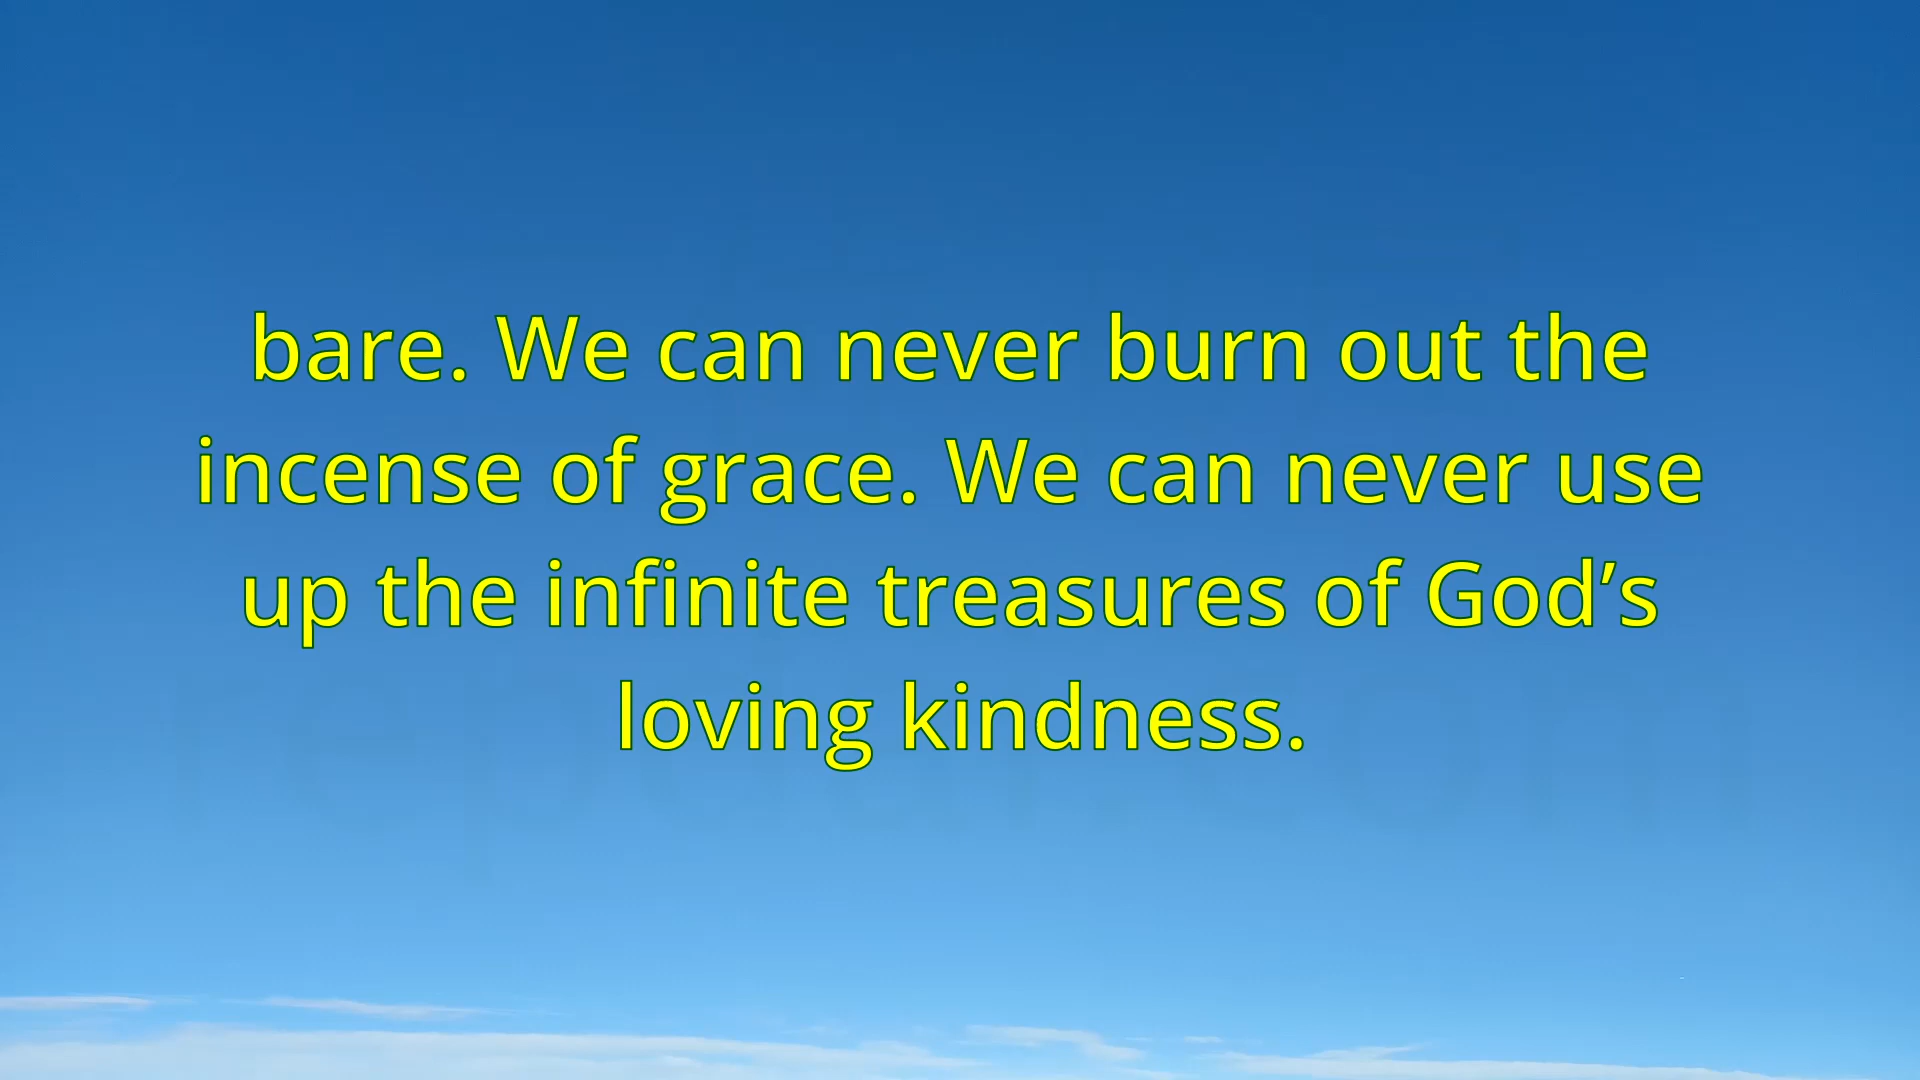 bare. We can never burn out the
incense of grace. We can never use
up the infinite treasures of God’s
loving kindness.